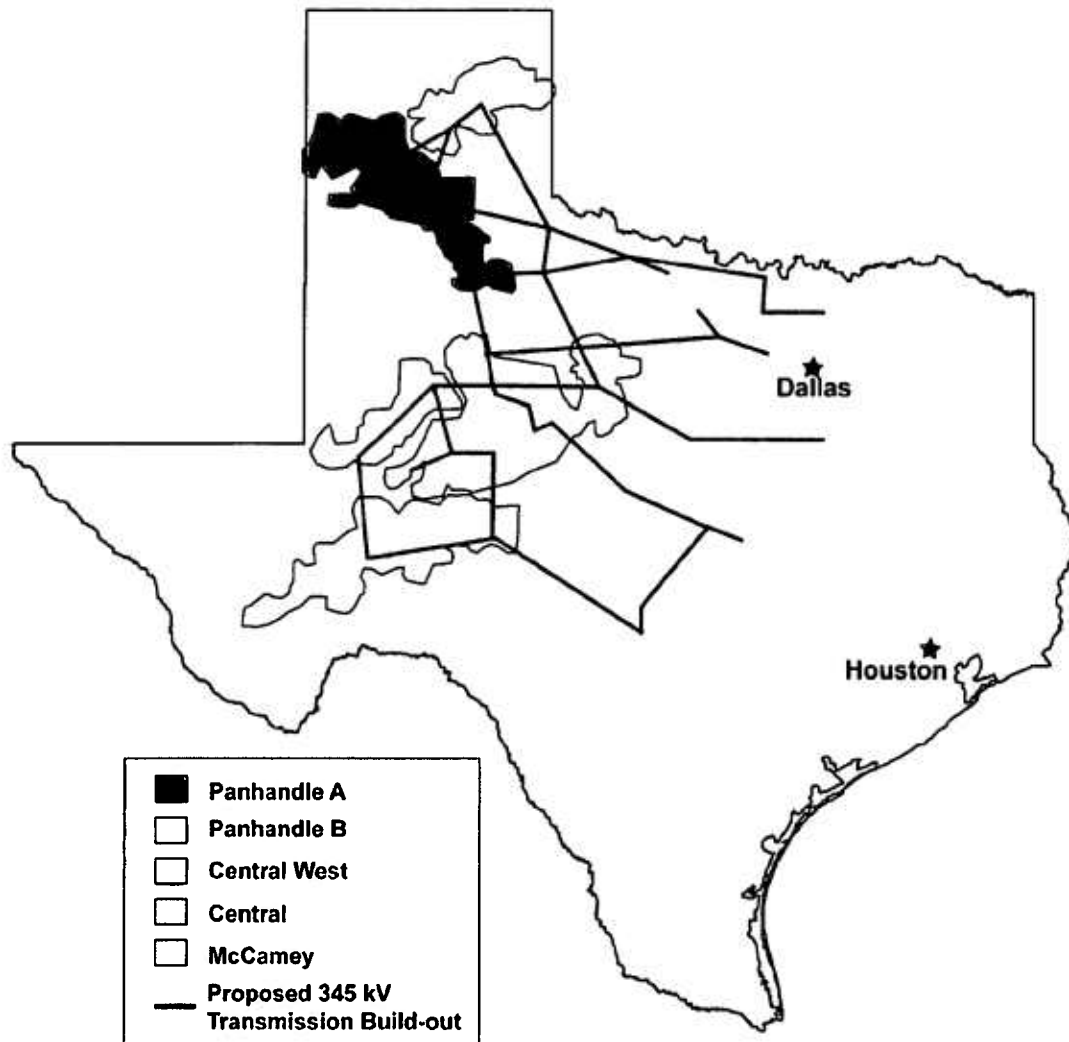 Dallas
Houston
Panhandle A
Panhandle B
Central West
Central
McCamey
Proposed 345 kV
Transmission Build-out